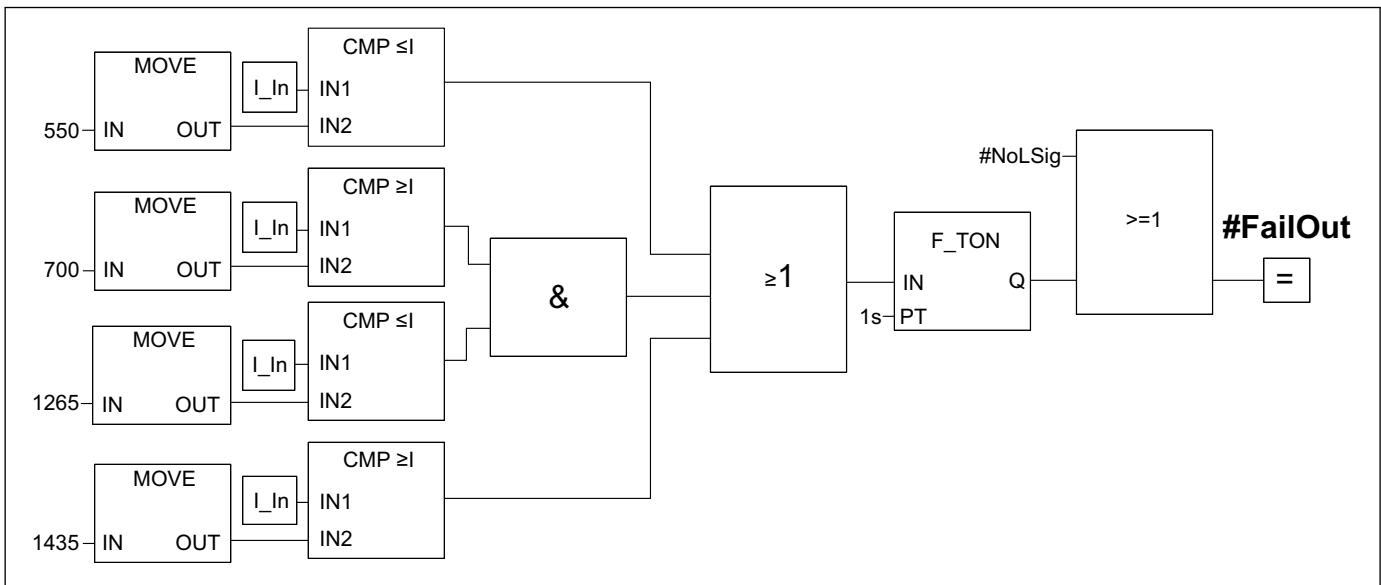 CMP ≤I
MOVE
I_In
IN1
550
IN
OUT
IN2
CMP ≥I
MOVE
I_In
IN1
700
IN
OUT
IN2
CMP ≤I
MOVE
I_In
IN1
1265
IN
OUT
IN2
CMP ≥I
MOVE
I_In
IN1
1435
IN
OUT
IN2
&
≥1
F_TON
IN
Q
1s
PT
#NoLSig
>=1
#FailOut
=